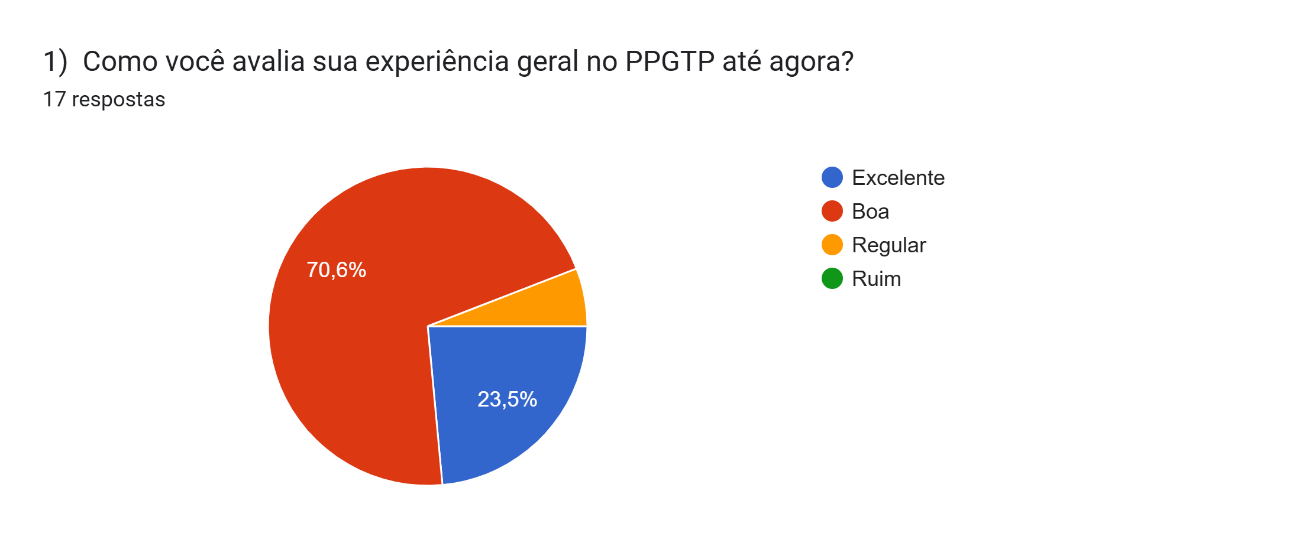 1) Como você avalia sua experiência geral no PPGTP até agora?
17 respostas
Excelente
Boa
Regular
Ruim
70,6%
23,5%